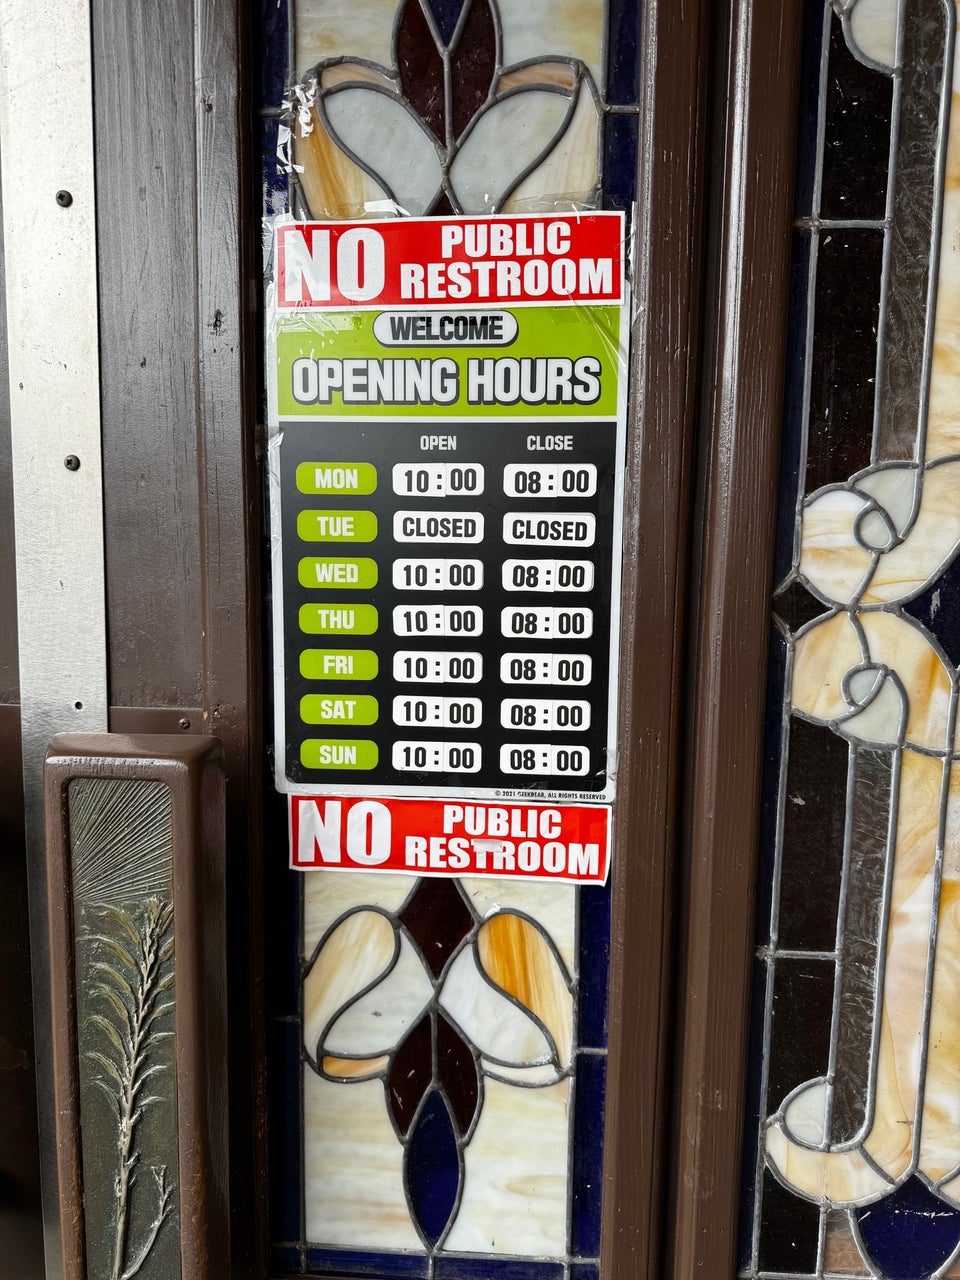 NO PUBLIC RESTROOM
WELCOME
OPENING HOURS
OPEN CLOSE
MON 10:00 08:00
TUE CLOSED CLOSED
WED 10:00 08:00
THU 10:00 08:00
FRI 10:00 08:00
SAT 10:00 08:00
SUN 10:00 08:00
© 2021 GEEKBEAR, ALL RIGHTS RESERVED
NO PUBLIC RESTROOM